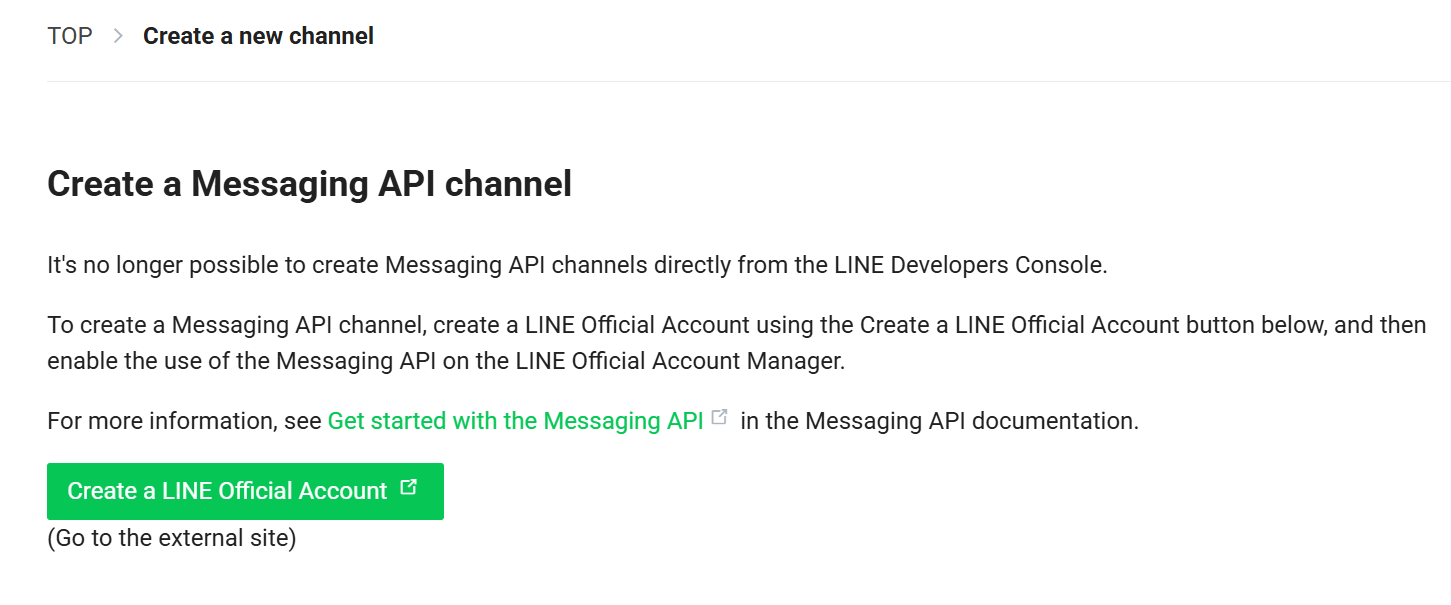 TOP > Create a new channel
Create a Messaging API channel
It's no longer possible to create Messaging API channels directly from the LINE Developers Console.
To create a Messaging API channel, create a LINE Official Account using the Create a LINE Official Account button below, and then
enable the use of the Messaging API on the LINE Official Account Manager.
For more information, see Get started with the Messaging API in the Messaging API documentation.
Create a LINE Official Account
(Go to the external site)